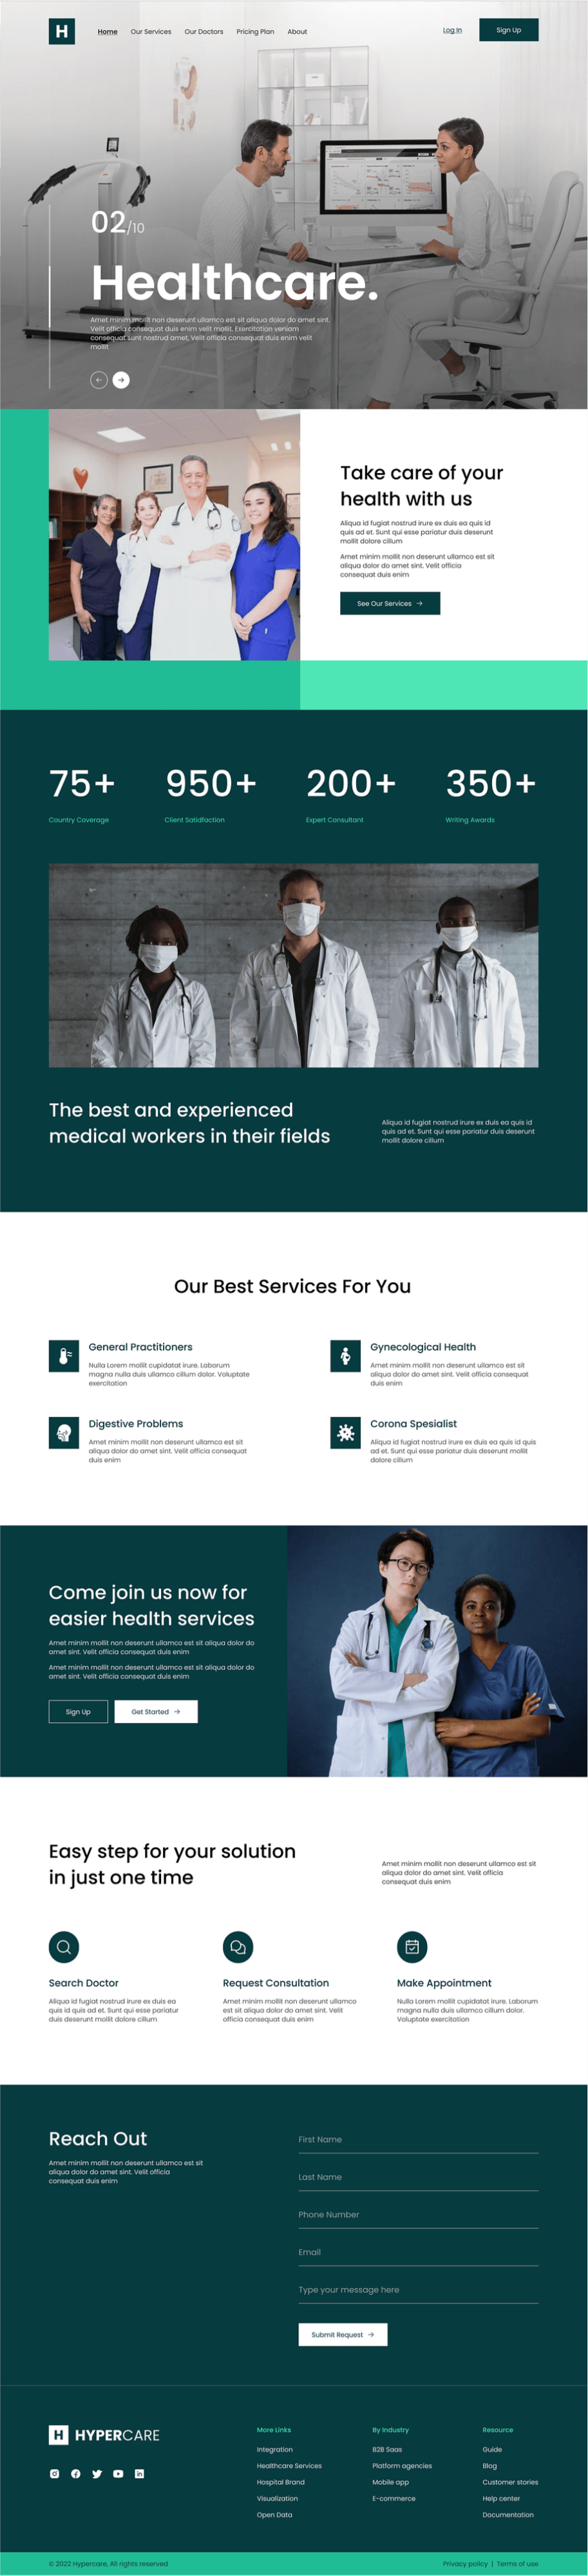 H
Home
Our Services
Our Doctors
Pricing Plan
About
Log In
Sign Up
02/10
Healthcare.
Amet minim mollit non deserunt ullamco est sit aliqua dolor do amet sint.
Velit officia consequat duis enim velit mollit. Exercitation veniam
consequat sunt nostrud amet, Velit officia consequat duis enim velit
mollit
Take care of your
health with us
Aliqua id fugiat nostrud irure ex duis ea quis id
quis ad et. Sunt qui esse pariatur duis deserunt
mollit dolore cillum
Amet minim mollit non deserunt ullamco est sit
aliqua dolor do amet sint. Velit officia
consequat duis enim
See Our Services →
75+
Country Coverage
950+
Client Satidfaction
200+
Expert Consultant
350+
Writing Awards
The best and experienced
medical workers in their fields
Aliqua id fugiat nostrud irure ex duis ea quis id
quis ad et. Sunt qui esse pariatur duis deserunt
mollit dolore cillum
Our Best Services For You
General Practitioners
Nulla Lorem mollit cupidatat irure. Laborum
magna nulla duis ullamco cillum dolor. Voluptate
exercitation
Gynecological Health
Amet minim mollit non deserunt ullamco est sit
aliqua dolor do amet sint. Velit officia consequat
duis enim
Digestive Problems
Amet minim mollit non deserunt ullamco est sit
aliqua dolor do amet sint. Velit officia consequat
duis enim
Corona Spesialist
Aliqua id fugiat nostrud irure ex duis ea quis id quis
ad et. Sunt qui esse pariatur duis deserunt mollit
dolore cillum
Come join us now for
easier health services
Amet minim mollit non deserunt ullamco est sit aliqua dolor do
amet sint. Velit officia consequat duis enim
Amet minim mollit non deserunt ullamco est sit aliqua dolor do
amet sint. Velit officia consequat duis enim
Sign Up
Get Started →
Easy step for your solution
in just one time
Amet minim mollit non deserunt ullamco est sit
aliqua dolor do amet sint. Velit officia
consequat duis enim
Search Doctor
Aliqua id fugiat nostrud irure ex duis ea
quis id quis ad et. Sunt qui esse pariatur
duis deserunt mollit dolore cillum
Request Consultation
Amet minim mollit non deserunt ullamco
est sit aliqua dolor do amet sint. Velit
officia consequat duis enim
Make Appointment
Nulla Lorem mollit cupidatat irure. Laborum
magna nulla duis ullamco cillum dolor.
Voluptate exercitation
Reach Out
Amet minim mollit non deserunt ullamco est sit
aliqua dolor do amet sint. Velit officia
consequat duis enim
First Name
Last Name
Phone Number
Email
Type your message here
Submit Request →
H HYPERCARE
More Links
Integration
Healthcare Services
Hospital Brand
Visualization
Open Data
By Industry
B2B Saas
Platform agencies
Mobile app
E-commerce
Resource
Guide
Blog
Customer stories
Help center
Documentation
© 2022 Hypercare, All rights reserved
Privacy policy | Terms of use